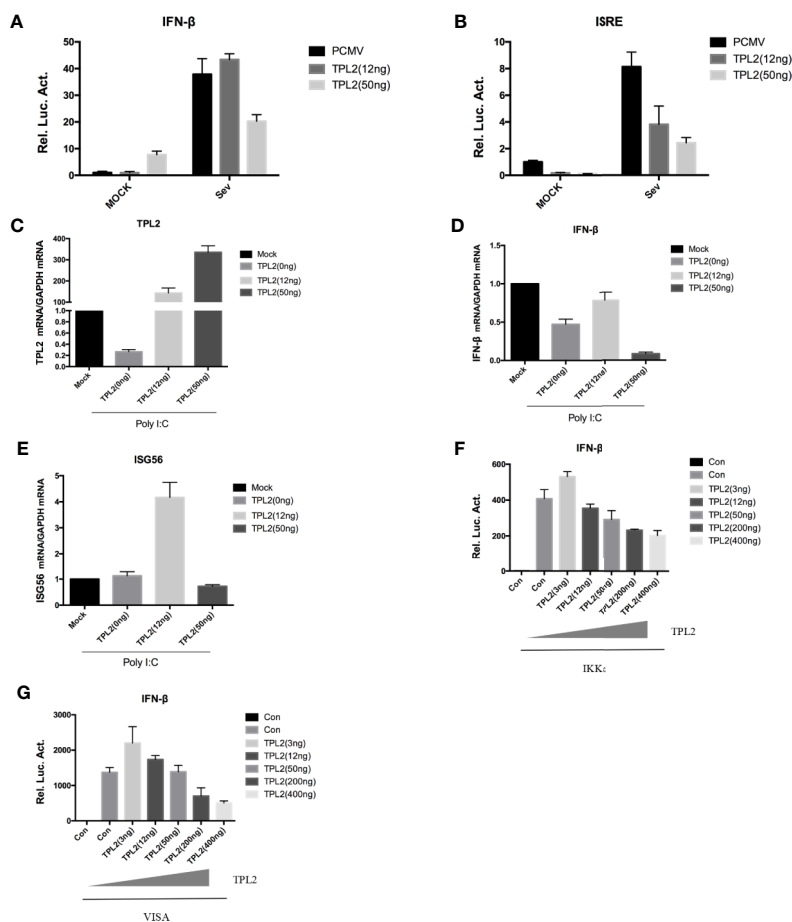 A
IFN-β
Rel. Luc. Act.
50
40
30
20
10
0
MOCK
Sev
PCMV
TPL2(12ng)
TPL2(50ng)
B
ISRE
Rel. Luc. Act.
10
8
6
4
2
0
MOCK
Sev
PCMV
TPL2(12ng)
TPL2(50ng)
C
TPL2
TPL2 mRNA/GAPDH mRNA
400
300
200
100
1.0
0.8
0.6
0.4
0.2
0.0
Mock
TPL2(0ng)
TPL2(12ng)
TPL2(50ng)
Poly I:C
Mock
TPL2(0ng)
TPL2(12ng)
TPL2(50ng)
D
IFN-β
IFN-β mRNA/GAPDH mRNA
1.5
1.0
0.5
0.0
Mock
TPL2(0ng)
TPL2(12ng)
TPL2(50ng)
Poly I:C
Mock
TPL2(0ng)
TPL2(12ng)
TPL2(50ng)
E
ISG56
ISG56 mRNA/GAPDH mRNA
5
4
3
2
1
0
Mock
TPL2(0ng)
TPL2(12ng)
TPL2(50ng)
Poly I:C
Mock
TPL2(0ng)
TPL2(12ng)
TPL2(50ng)
F
IFN-β
Rel. Luc. Act.
600
400
200
0
Con
Con
TPL2(3ng)
TPL2(12ng)
TPL2(50ng)
TPL2(200ng)
TPL2(400ng)
TPL2
IKKε
Con
Con
TPL2(3ng)
TPL2(12ng)
TPL2(50ng)
TPL2(200ng)
TPL2(400ng)
G
IFN-β
Rel. Luc. Act.
3000
2000
1000
0
Con
Con
TPL2(3ng)
TPL2(12ng)
TPL2(50ng)
TPL2(200ng)
TPL2(400ng)
TPL2
VISA
Con
Con
TPL2(3ng)
TPL2(12ng)
TPL2(50ng)
TPL2(200ng)
TPL2(400ng)